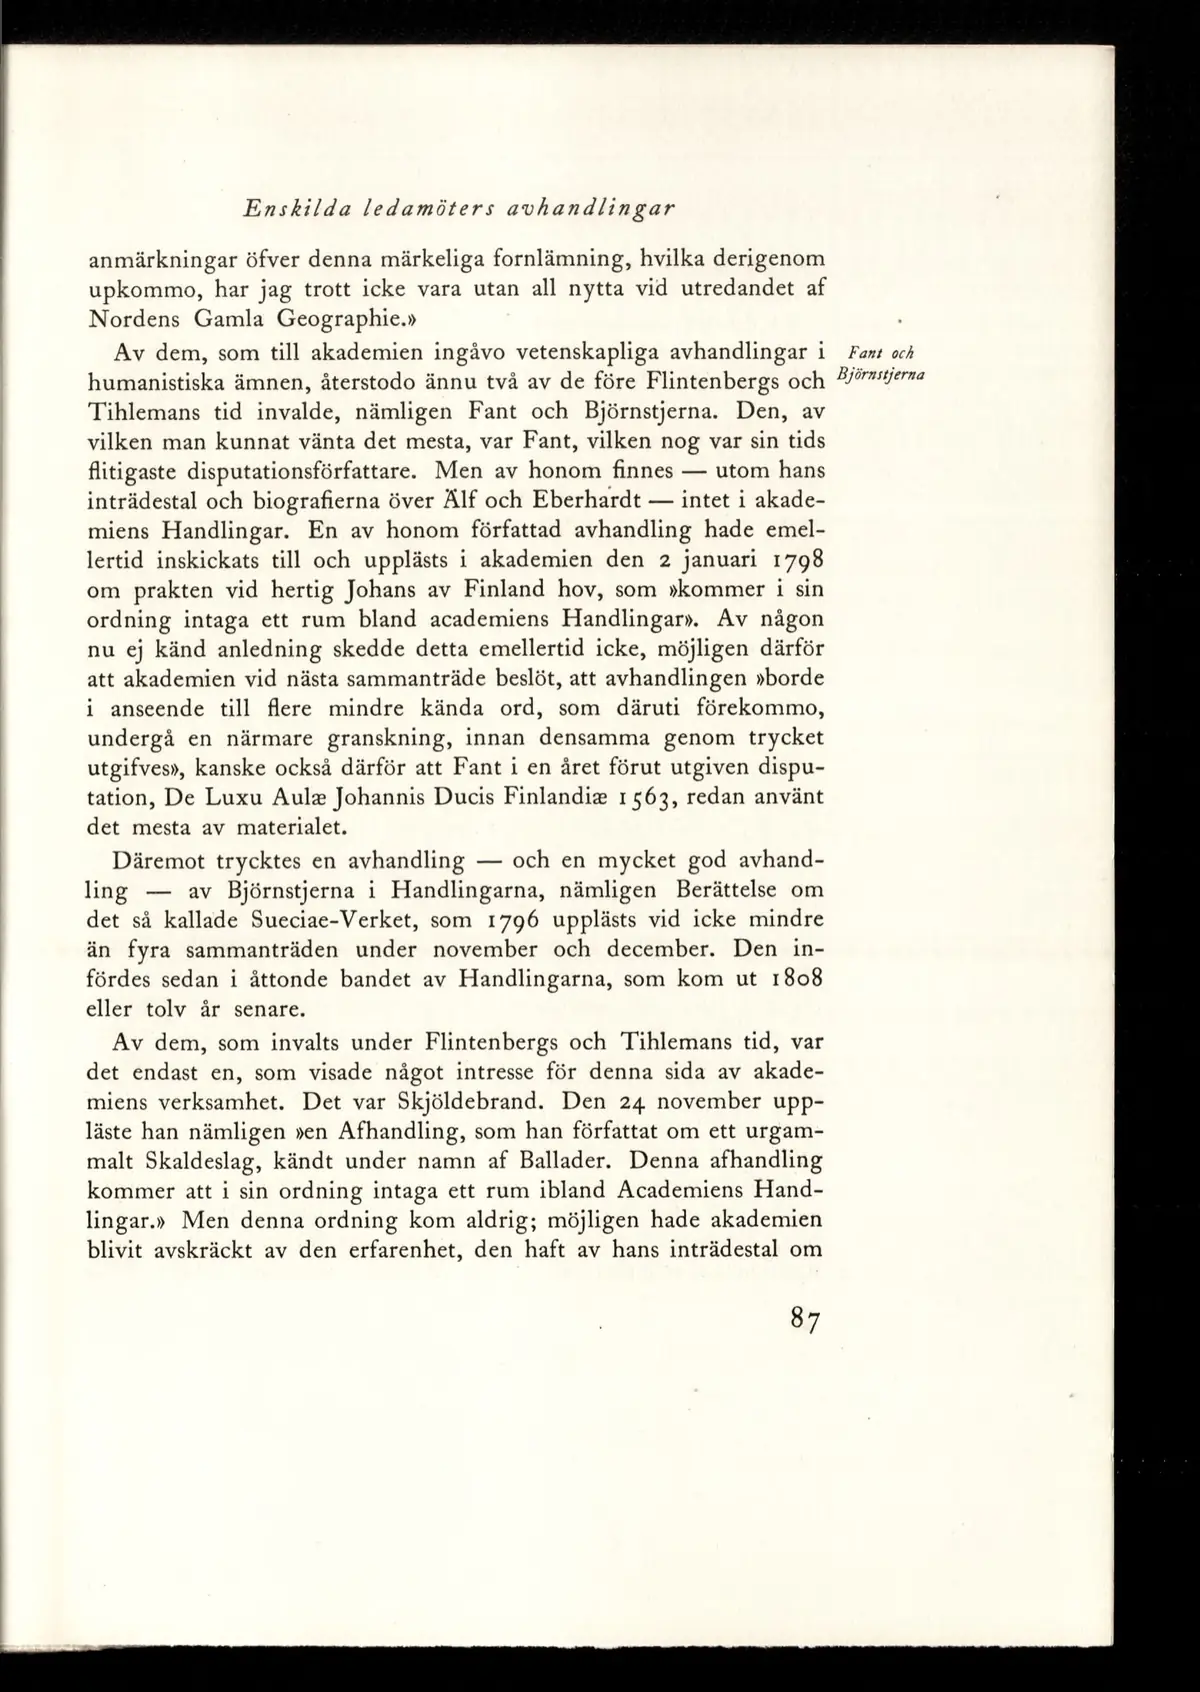 Enskilda ledamöters avhandlingar
anmärkningar öfver denna märkeliga fornlämning, hvilka derigenom
upkommo, har jag trott icke vara utan all nytta vid utredandet af
Nordens Gamla Geographie.»
Av dem, som till akademien ingåvo vetenskapliga avhandlingar i
humanistiska ämnen, återstodo ännu två av de före Flintenbergs och
Tihlemans tid invalde, nämligen Fant och Björnstjerna. Den, av
vilken man kunnat vänta det mesta, var Fant, vilken nog var sin tids
flitigaste disputationsförfattare. Men av honom finnes — utom hans
inträdestal och biografierna över Älf och Eberhardt — intet i akade-
miens Handlingar. En av honom författad avhandling hade emel-
lertid inskickats till och upplästs i akademien den 2 januari 1798
om prakten vid hertig Johans av Finland hov, som »kommer i sin
ordning intaga ett rum bland academiens Handlingar». Av någon
nu ej känd anledning skedde detta emellertid icke, möjligen därför
att akademien vid nästa sammanträde beslöt, att avhandlingen »borde
i anseende till flere mindre kända ord, som däruti förekommo,
undergå en närmare granskning, innan densamma genom trycket
utgifves», kanske också därför att Fant i en året förut utgiven dispu-
tation, De Luxu Aulæ Johannis Ducis Finlandiæ 1563, redan använt
det mesta av materialet.
Däremot trycktes en avhandling — och en mycket god avhand-
ling — av Björnstjerna i Handlingarna, nämligen Berättelse om
det så kallade Sueciae-Verket, som 1796 upplästs vid icke mindre
än fyra sammanträden under november och december. Den in-
fördes sedan i åttonde bandet av Handlingarna, som kom ut 1808
eller tolv år senare.
Av dem, som invalts under Flintenbergs och Tihlemans tid, var
det endast en, som visade något intresse för denna sida av akade-
miens verksamhet. Det var Skjöldebrand. Den 24 november upp-
läste han nämligen »en Afhandling, som han författat om ett urgam-
malt Skaldeslag, kändt under namn af Ballader. Denna afhandling
kommer att i sin ordning intaga ett rum ibland Academiens Hand-
lingar.» Men denna ordning kom aldrig; möjligen hade akademien
blivit avskräckt av den erfarenhet, den haft av hans inträdestal om
Fant och
Björnstjerna
87